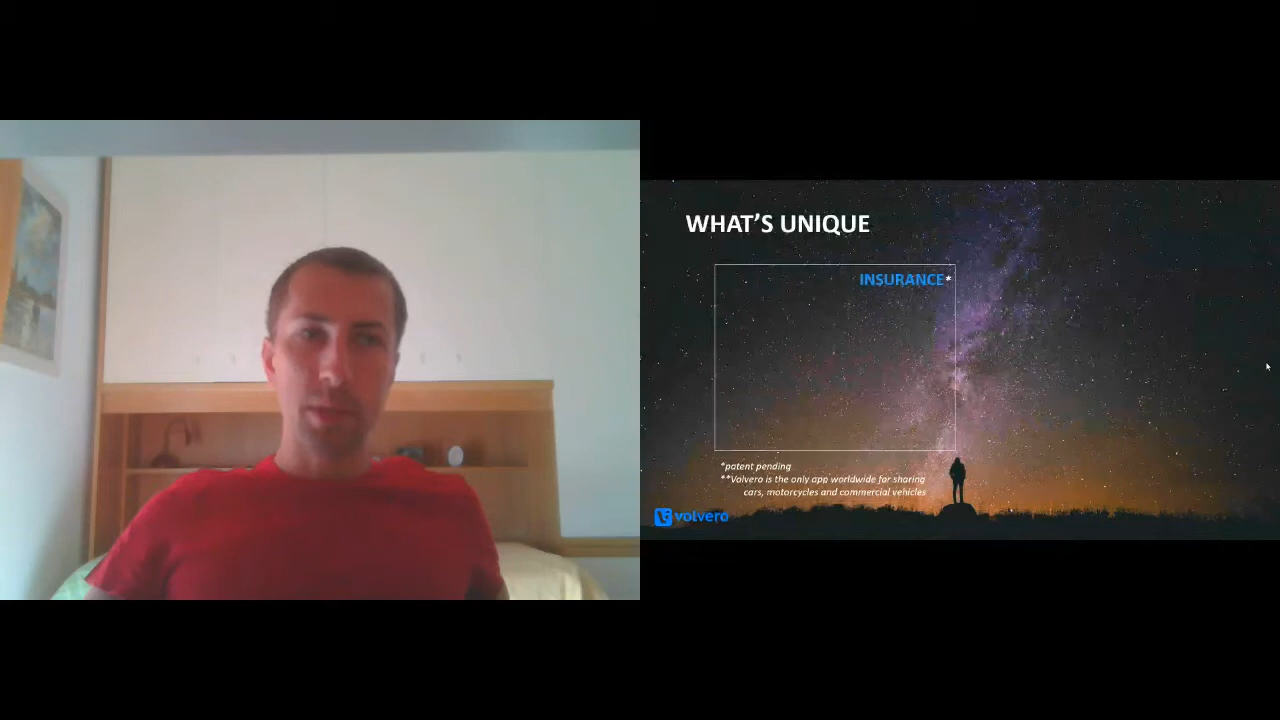 WHAT'S UNIQUE
INSURANCE*
*patent pending
**Volvero is the only app worldwide for sharing
cars, motorcycles and commercial vehicles
volvero